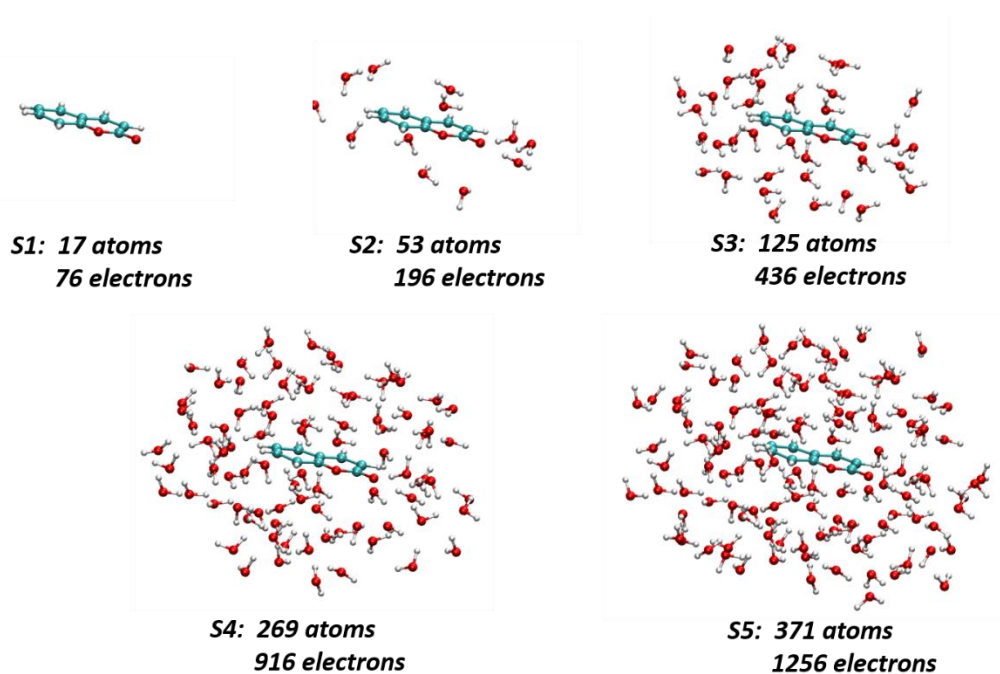 S1: 17 atoms
76 electrons
S2: 53 atoms
196 electrons
S3: 125 atoms
436 electrons
S4: 269 atoms
916 electrons
S5: 371 atoms
1256 electrons